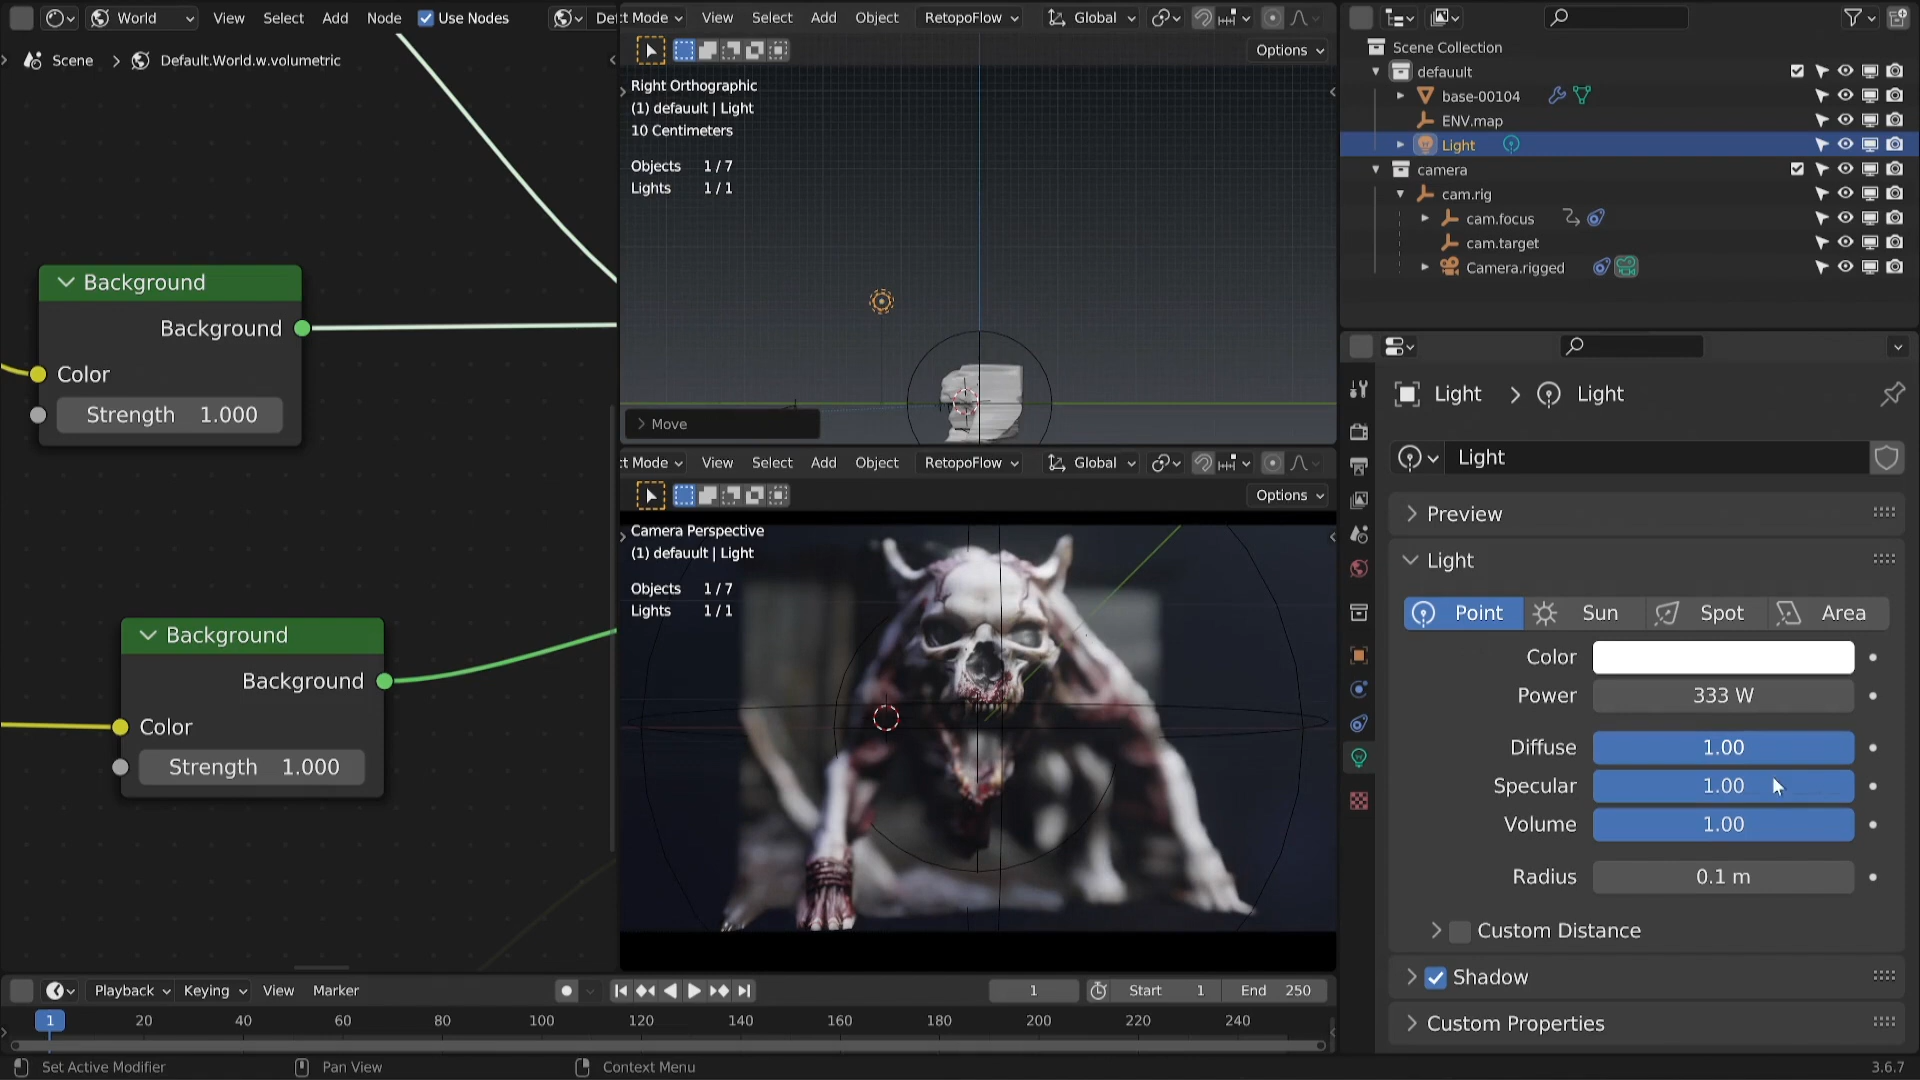 World View Select Add Node Use Nodes
Scene Default.World.w.volumetric
Background
Background
Color
Strength 1.000
Background
Background
Color
Strength 1.000
ct Mode View Select Add Object RetopoFlow Global
Options
Right Orthographic
(1) defauult | Light
10 Centimeters
Objects 1 / 7
Lights 1 / 1
Move
ct Mode View Select Add Object RetopoFlow Global
Options
Camera Perspective
(1) defauult | Light
Objects 1 / 7
Lights 1 / 1
Scene Collection
defauult
base-00104
ENV.map
Light
camera
cam.rig
cam.focus
cam.target
Camera.rigged
Light Light
Light
Preview
Light
Point Sun Spot Area
Color
Power 333 W
Diffuse 1.00
Specular 1.00
Volume 1.00
Radius 0.1 m
Custom Distance
Shadow
Custom Properties
Playback Keying View Marker 1 Start 1 End 250
1 20 40 60 80 100 120 140 160 180 200 220 240
Set Active Modifier Pan View Context Menu 3.6.7